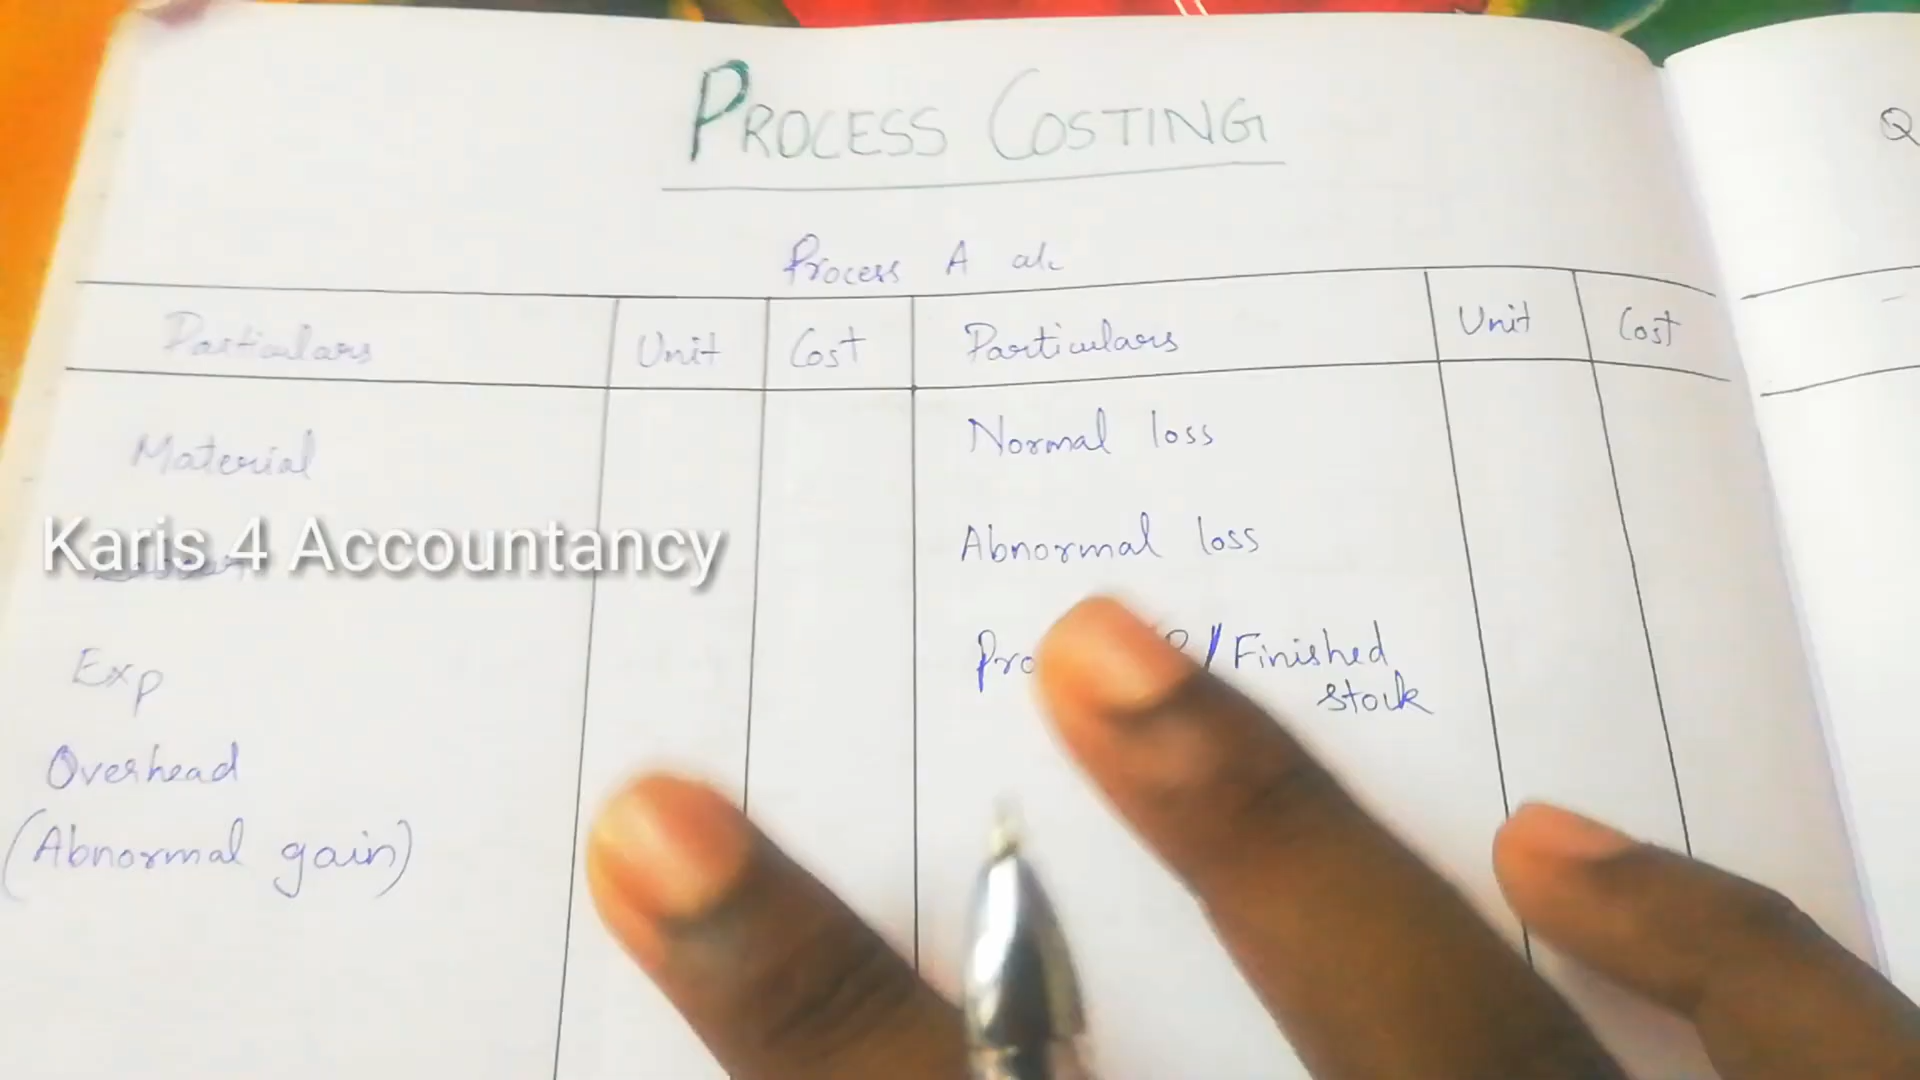 PROCESS COSTING
Q
Process A a/c
Particulars Unit Cost Particulars Unit Cost
Material
Normal loss
Karis 4 Accountancy
Abnormal loss
Exp
/ Finished
stock
Overhead
(Abnormal gain)